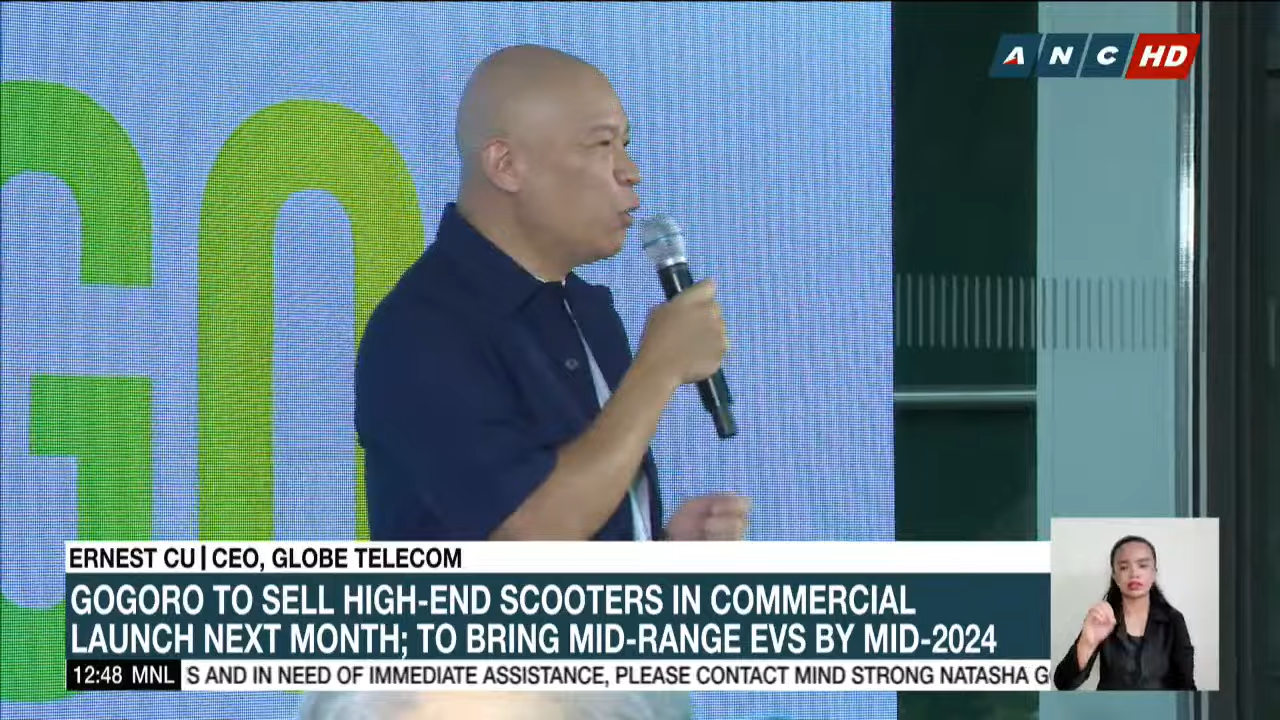 ANC HD
GO
ERNEST CU | CEO, GLOBE TELECOM
GOGORO TO SELL HIGH-END SCOOTERS IN COMMERCIAL
LAUNCH NEXT MONTH; TO BRING MID-RANGE EVS BY MID-2024
12:48 MNL S AND IN NEED OF IMMEDIATE ASSISTANCE, PLEASE CONTACT MIND STRONG NATASHA G